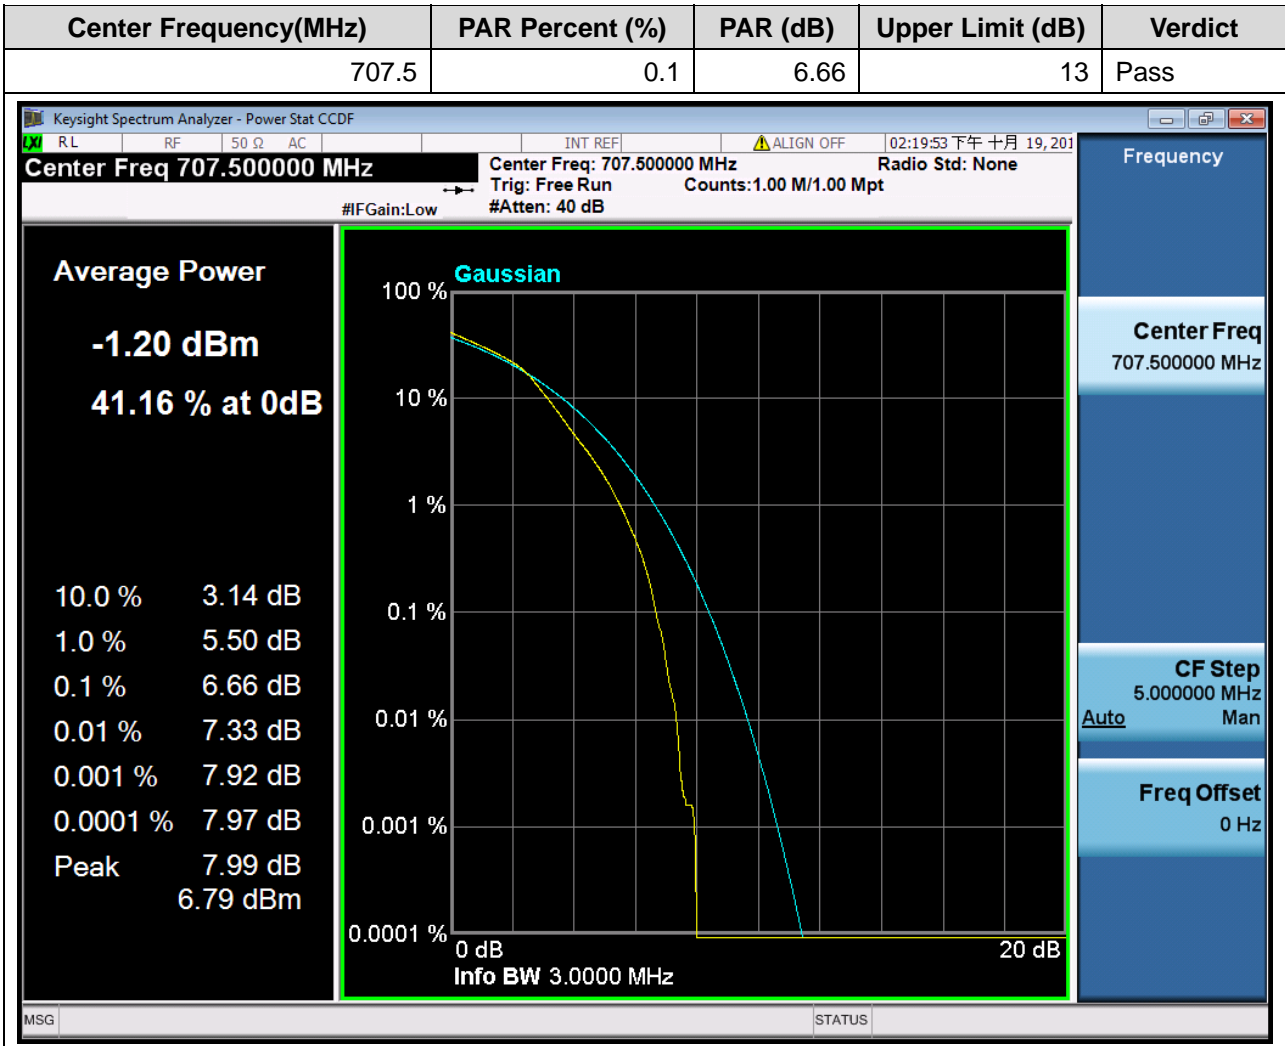 Center Frequency(MHz) PAR Percent (%) PAR (dB) Upper Limit (dB) Verdict
707.5 0.1 6.66 13 Pass
Keysight Spectrum Analyzer - Power Stat CCDF
LXI RL RF 50 Ω AC INT REF ALIGN OFF 02:19:53 下午 十月 19, 201
Center Freq 707.500000 MHz
Center Freq: 707.500000 MHz Radio Std: None
Trig: Free Run Counts:1.00 M/1.00 Mpt
#IFGain:Low #Atten: 40 dB
Average Power
-1.20 dBm
41.16 % at 0dB
10.0 % 3.14 dB
1.0 % 5.50 dB
0.1 % 6.66 dB
0.01 % 7.33 dB
0.001 % 7.92 dB
0.0001 % 7.97 dB
Peak 7.99 dB
6.79 dBm
Gaussian
100 %
10 %
1 %
0.1 %
0.01 %
0.001 %
0.0001 %
0 dB 20 dB
Info BW 3.0000 MHz
Frequency
Center Freq
707.500000 MHz
CF Step
5.000000 MHz
Auto Man
Freq Offset
0 Hz
MSG STATUS